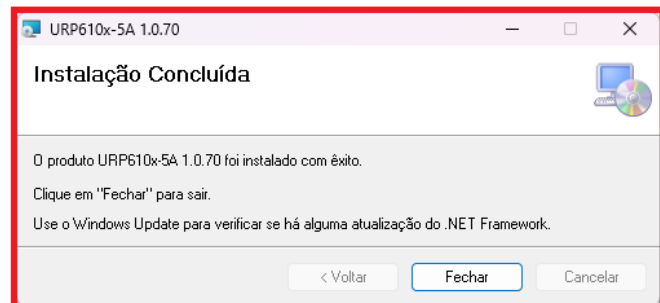 URP610x-5A 1.0.70
Instalação Concluída
O produto URP610x-5A 1.0.70 foi instalado com êxito.
Clique em "Fechar" para sair.
Use o Windows Update para verificar se há alguma atualização do .NET Framework.
< Voltar Fechar Cancelar